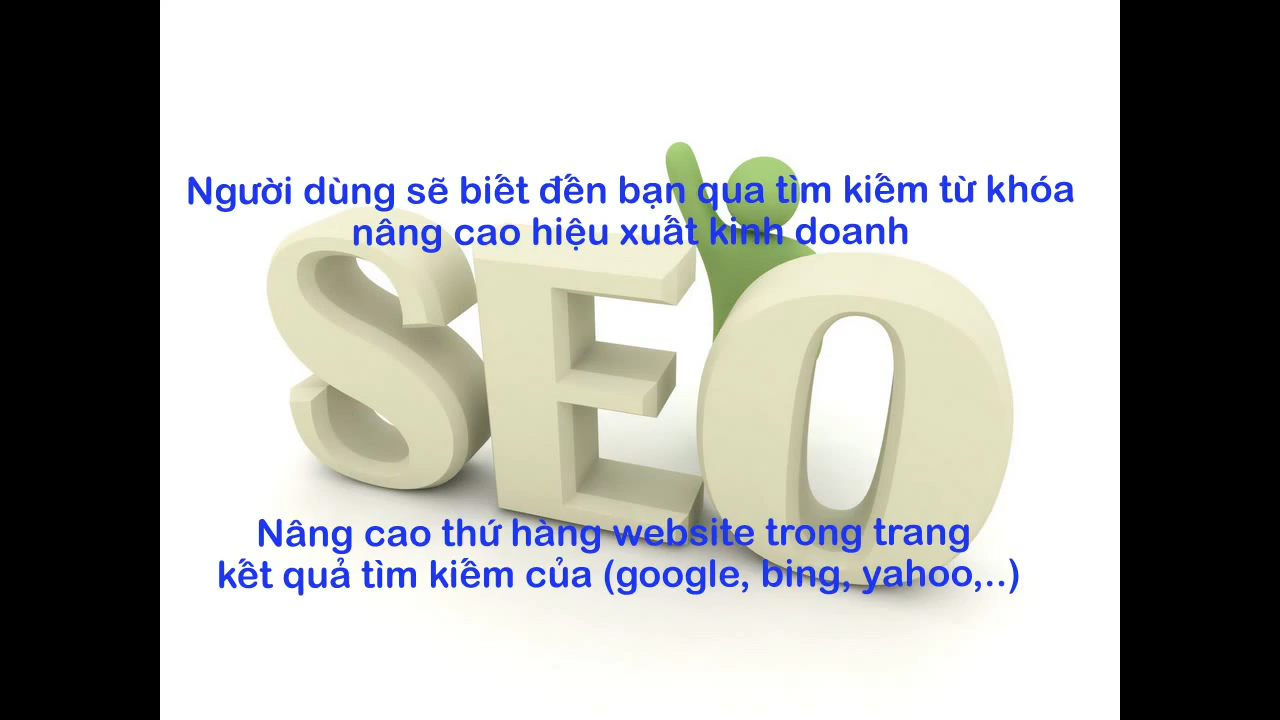 Người dùng sẽ biết đến bạn qua tìm kiếm từ khóa
nâng cao hiệu xuất kinh doanh
SEO
Nâng cao thứ hàng website trong trang
kết quả tìm kiếm của (google, bing, yahoo,..)